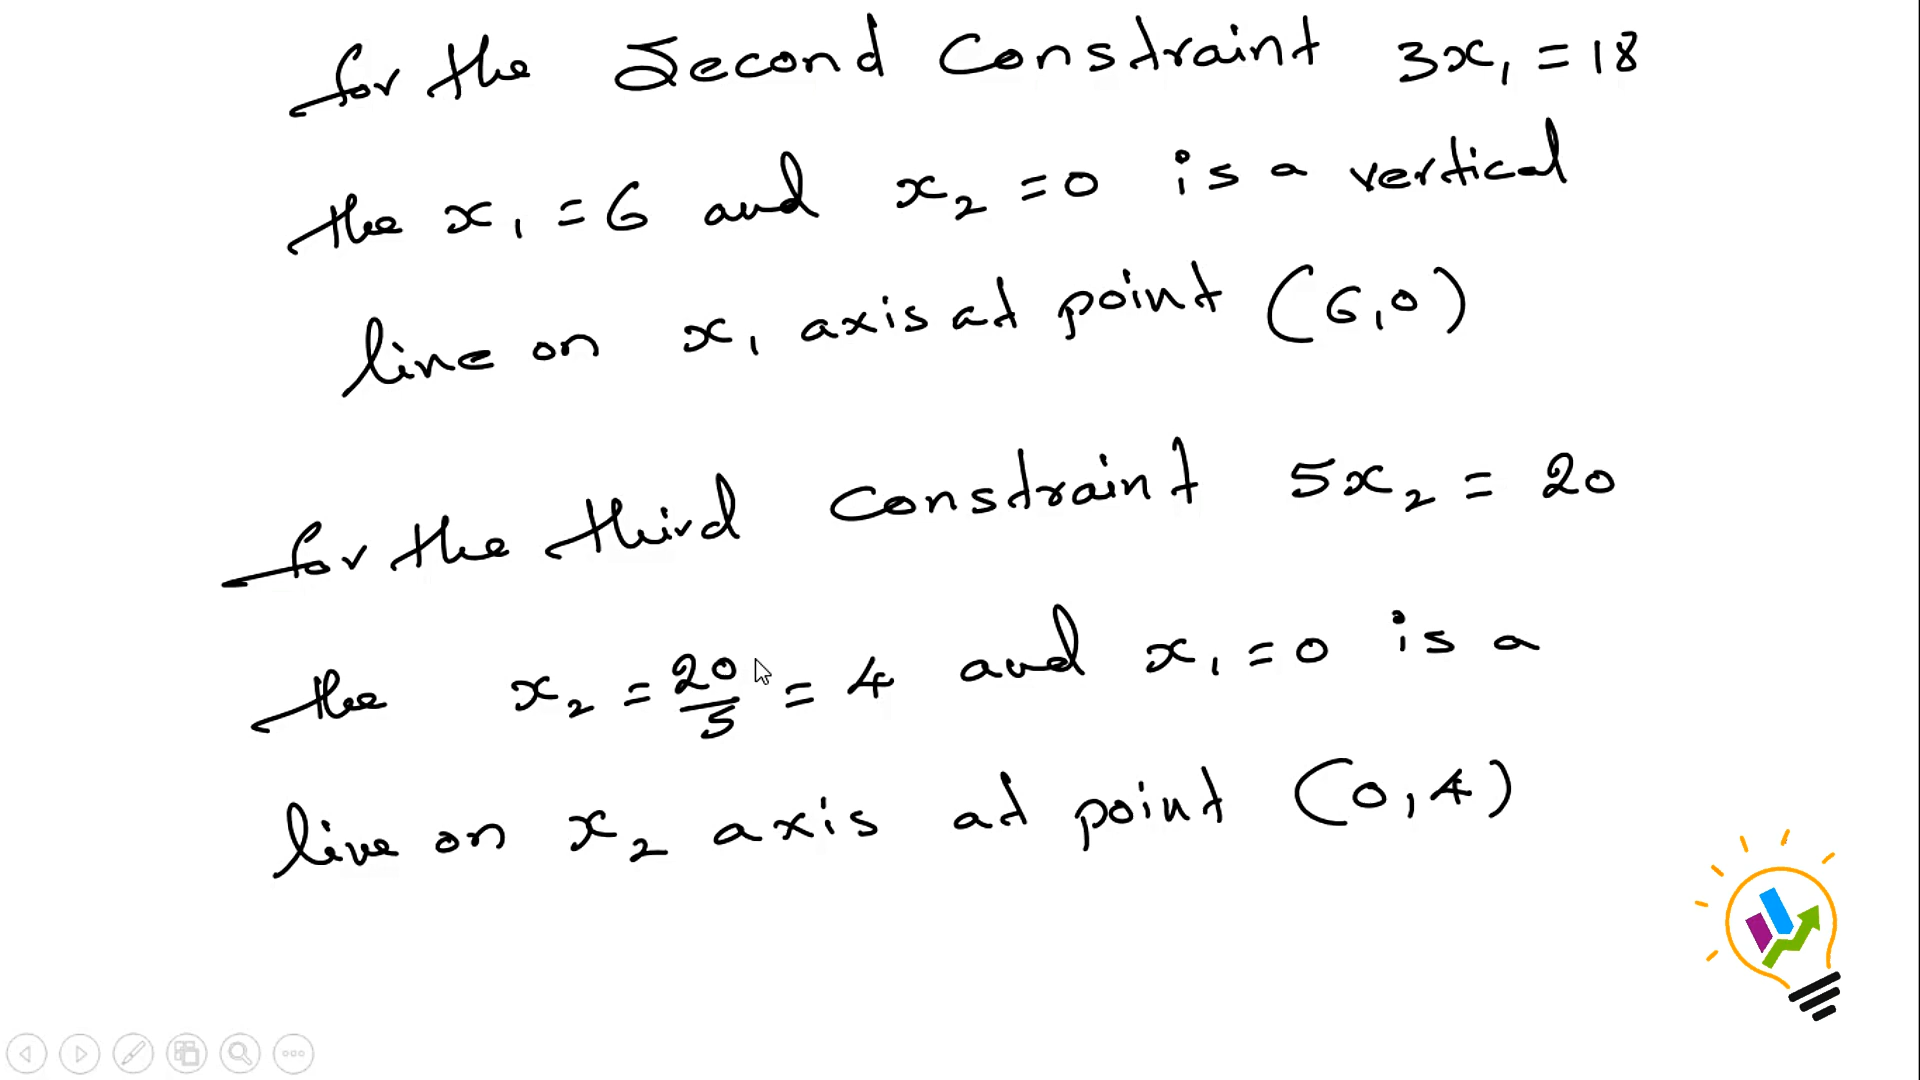 for the Second Constraint 3x₁ = 18
the x₁ = 6 and x₂ = 0 is a vertical
line on x₁ axis at point (6,0)
for the third constraint 5x₂ = 20
the x₂ = 20/5 = 4 and x₁ = 0 is a
line on x₂ axis at point (0,4)